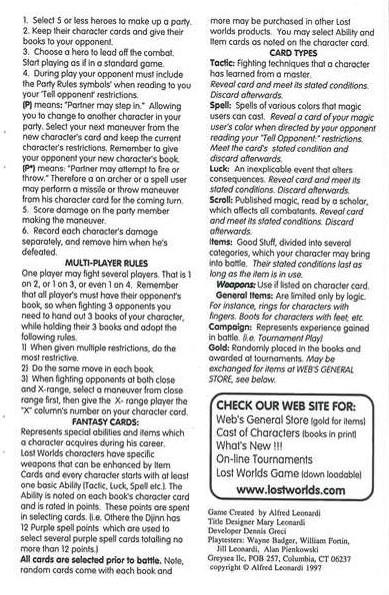 1. Select 5 or less heroes to make up a party.
2. Keep their character cards and give their
books to your opponent.
3. Choose a hero to lead off the combat.
Start playing as if in a standard game.
4. During play your opponent must include
the Party Rules symbols' when reading to you
your 'Tell opponent' restrictions.
(P) means: "Partner may step in." Allowing
you to change to another character in your
party. Select your next maneuver from the
new character's card and keep the current
character's restrictions. Remember to give
your opponent your new character's book.
(P*) means: "Partner may attempt to fire or
throw." Therefore a an archer or a spell user
may perform a missile or throw maneuver
from his character card for the coming turn.
5. Score damage on the party member
making the maneuver.
6. Record each character's damage
separately, and remove him when he's
defeated.
MULTI-PLAYER RULES
One player may fight several players. That is 1
on 2, or 1 on 3, or even 1 on 4. Remember
that all player's must have their opponent's
book, so when fighting 3 opponents you
need to hand out 3 books of your character,
while holding their 3 books and adopt the
following rules.
1) When given multiple restrictions, do the
most restrictive.
2) Do the same move in each book.
3) When fighting opponents at both close
and X-range, select a maneuver from close
range first, then give the X- range player the
"X" column's number on your character card.
FANTASY CARDS:
Represents special abilities and items which
a character acquires during his career.
Lost Worlds characters have specific
weapons that can be enhanced by Item
Cards and every character starts with at least
one basic Ability (Tactic, Luck, Spell etc.). The
Ability is noted on each book's character card
and is rated in points. These points are spent
in selecting cards. (i.e. Othere the Djinn has
12 Purple spell points which are used to
select several purple spell cards totalling no
more than 12 points.)
All cards are selected prior to battle. Note,
random cards come with each book and
more may be purchased in other Lost
worlds products. You may select Ability and
Item cards as noted on the character card.
CARD TYPES
Tactic: Fighting techniques that a character
has learned from a master.
Reveal card and meet its stated conditions.
Discard afterwards.
Spell: Spells of various colors that magic
users can cast. Reveal a card of your magic
user's color when directed by your opponent
reading your "Tell Opponent:" restrictions.
Meet the card's stated condition and
discard afterwards.
Luck: An inexplicable event that alters
consequences. Reveal card and meet its
stated conditions. Discard afterwards.
Scroll: Published magic, read by a scholar,
which affects all combatants. Reveal card
and meet its stated conditions. Discard
afterwards.
Items: Good Stuff, divided into several
categories, which your character may bring
into battle. Their stated conditions last as
long as the item is in use.
Weapons: Use if listed on character card.
General Items: Are limited only by logic.
For instance, rings for characters with
fingers. Boots for characters with feet; etc.
Campaign: Represents experience gained
in battle. (i.e. Tournament Play)
Gold: Randomly placed in the books and
awarded at tournaments. May be
exchanged for items at WEB'S GENERAL
STORE, see below.
CHECK OUR WEB SITE FOR:
Web's General Store (gold for items)
Cast of Characters (books in print)
What's New !!!
On-line Tournaments
Lost Worlds Game (down loadable)
www.lostworlds.com
Game Created by Alfred Leonardi
Title Designer Mary Leonardi
Developer Dennis Greci
Playtesters: Wayne Badger, William Fortin,
Jill Leonardi, Alan Pienkowski
Greysea llc, POB 257, Columbia, CT 06237
copyright © Alfred Leonardi 1997